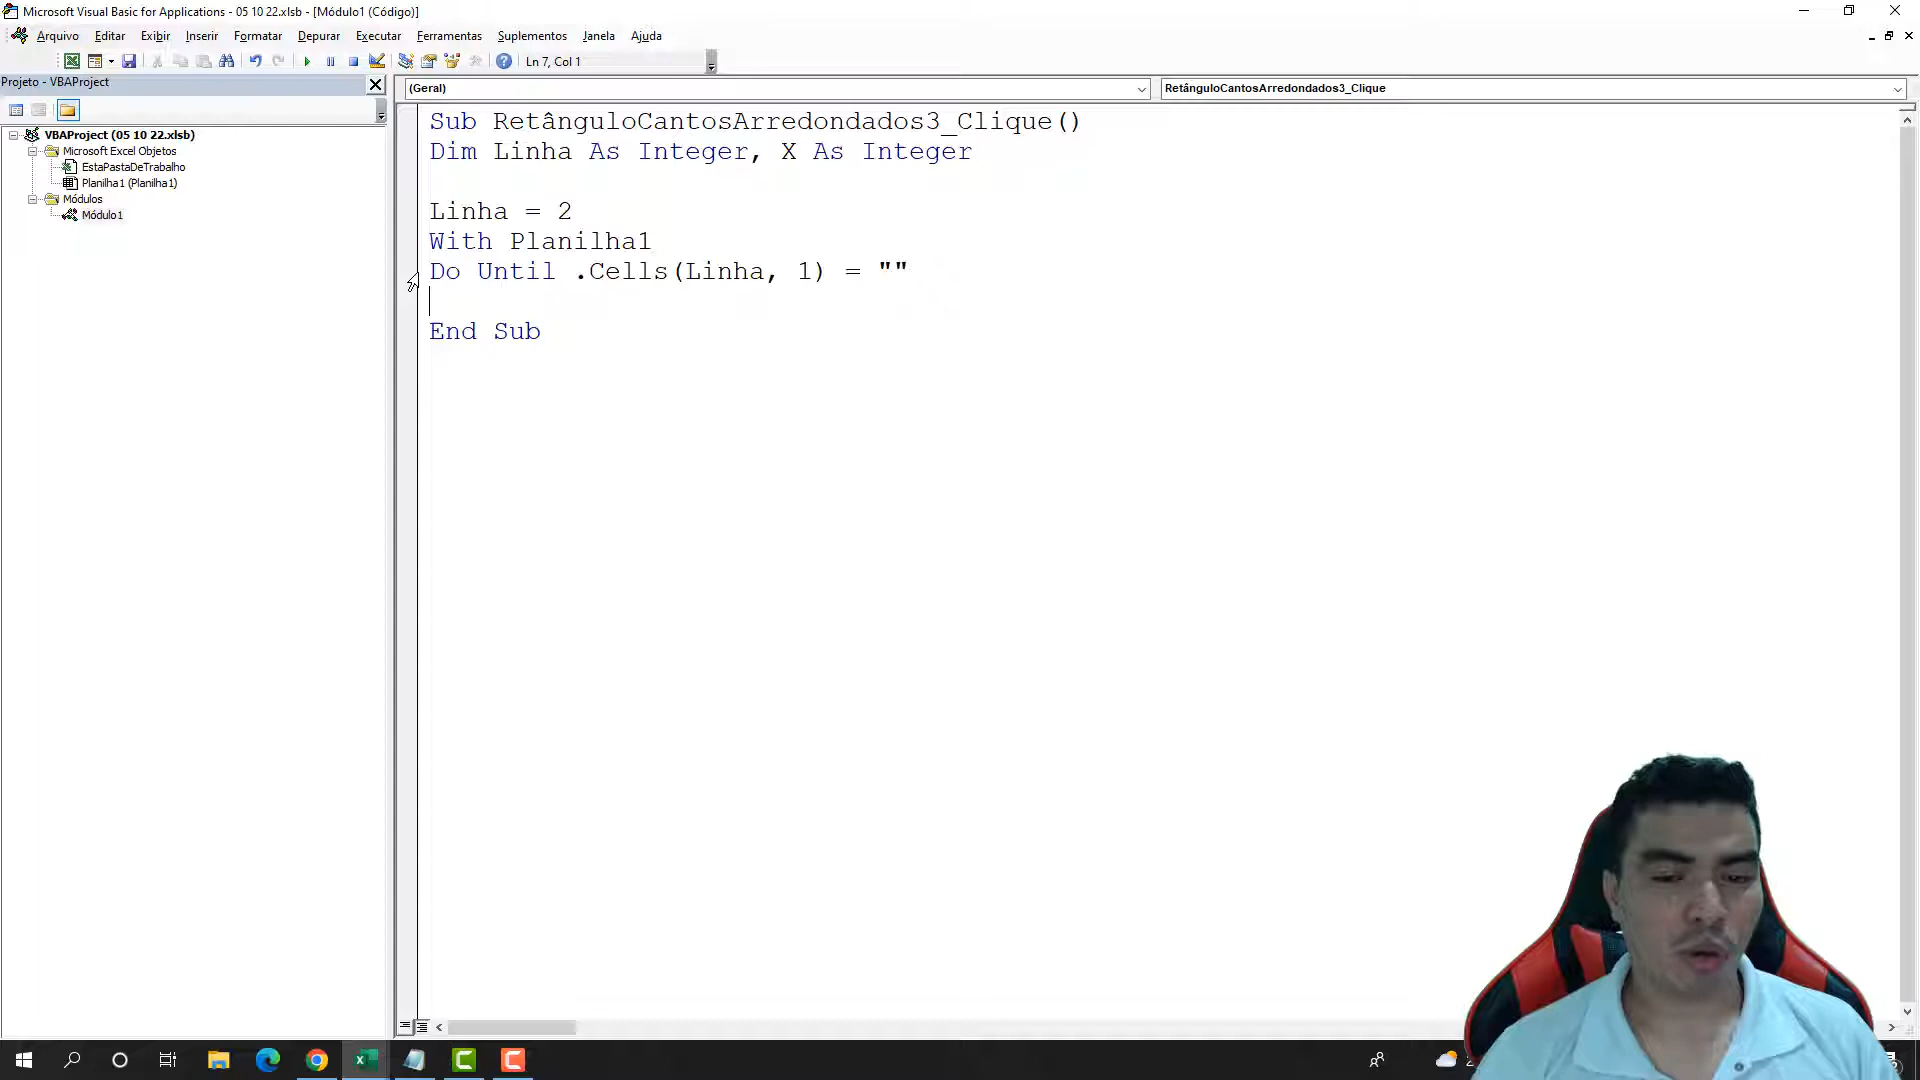 Microsoft Visual Basic for Applications - 05 10 22.xlsb - [Módulo1 (Código)]
Arquivo Editar Exibir Inserir Formatar Depurar Executar Ferramentas Suplementos Janela Ajuda
Ln 7, Col 1
Projeto - VBAProject
(Geral)
RetânguloCantosArredondados3_Clique
VBAProject (05 10 22.xlsb)
Microsoft Excel Objetos
EstaPastaDeTrabalho
Planilha1 (Planilha1)
Módulos
Módulo1
Sub RetânguloCantosArredondados3_Clique()
Dim Linha As Integer, X As Integer
Linha = 2
With Planilha1
Do Until .Cells(Linha, 1) = ""
End Sub